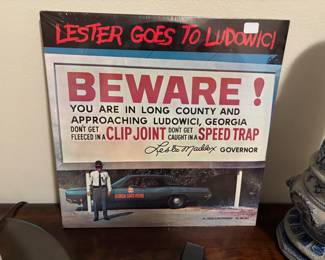 LESTER GOES TO LUDOWICI
BEWARE!
YOU ARE IN LONG COUNTY AND
APPROACHING LUDOWICI, GEORGIA
DON'T GET FLEECED IN A CLIP JOINT DON'T GET CAUGHT IN A SPEED TRAP
Lester Maddox GOVERNOR